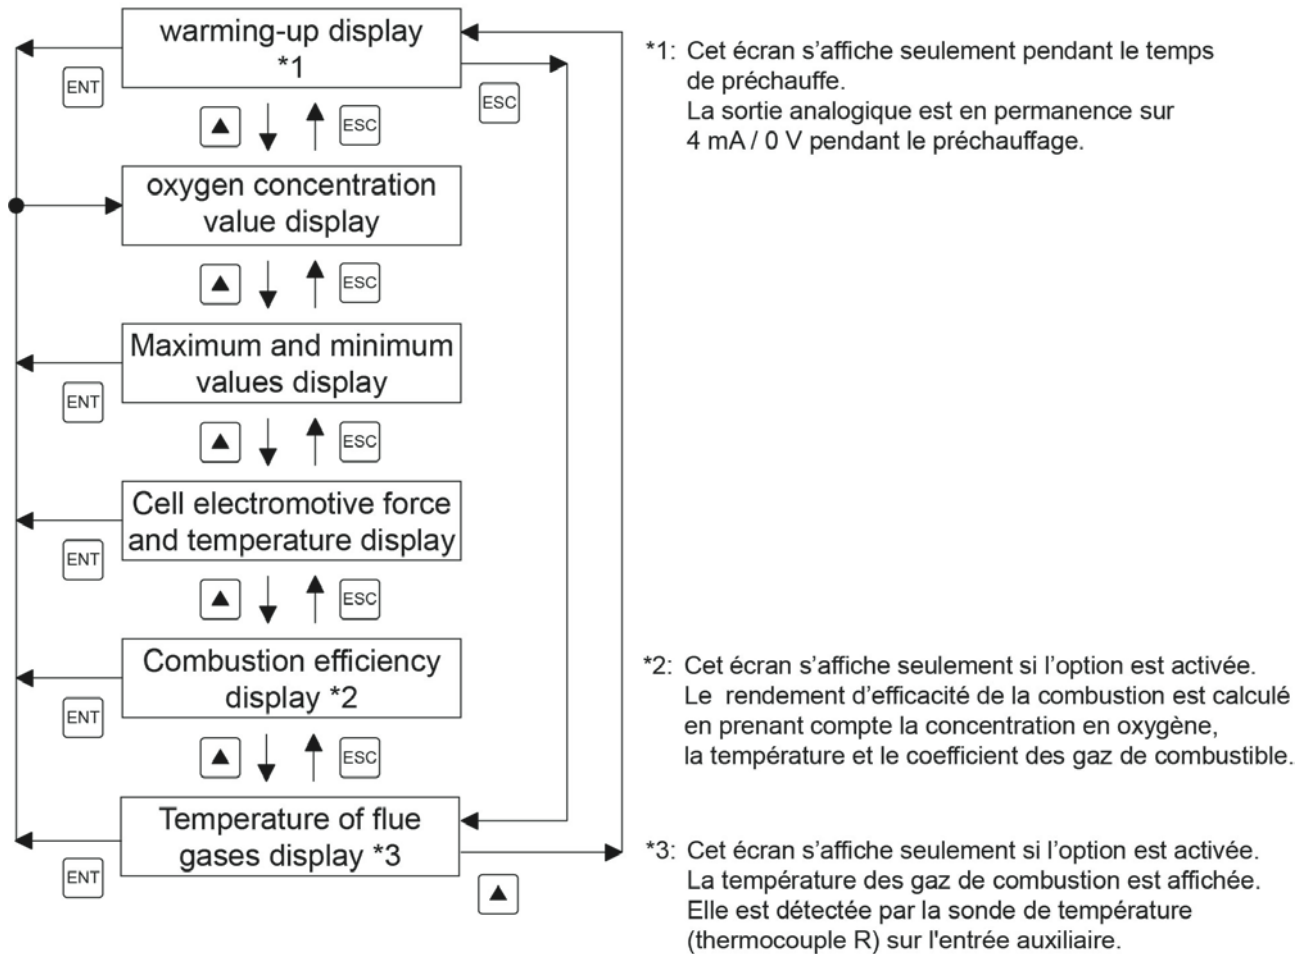 warming-up display
*1
ENT
ESC
▲
ESC
oxygen concentration
value display
▲
ESC
Maximum and minimum
values display
ENT
▲
ESC
Cell electromotive force
and temperature display
ENT
▲
ESC
Combustion efficiency
display *2
ENT
▲
ESC
Temperature of flue
gases display *3
ENT
▲
*1: Cet écran s’affiche seulement pendant le temps
de préchauffe.
La sortie analogique est en permanence sur
4 mA / 0 V pendant le préchauffage.
*2: Cet écran s’affiche seulement si l’option est activée.
Le rendement d’efficacité de la combustion est calculé
en prenant compte la concentration en oxygène,
la température et le coefficient des gaz de combustible.
*3: Cet écran s’affiche seulement si l’option est activée.
La température des gaz de combustion est affichée.
Elle est détectée par la sonde de température
(thermocouple R) sur l'entrée auxiliaire.